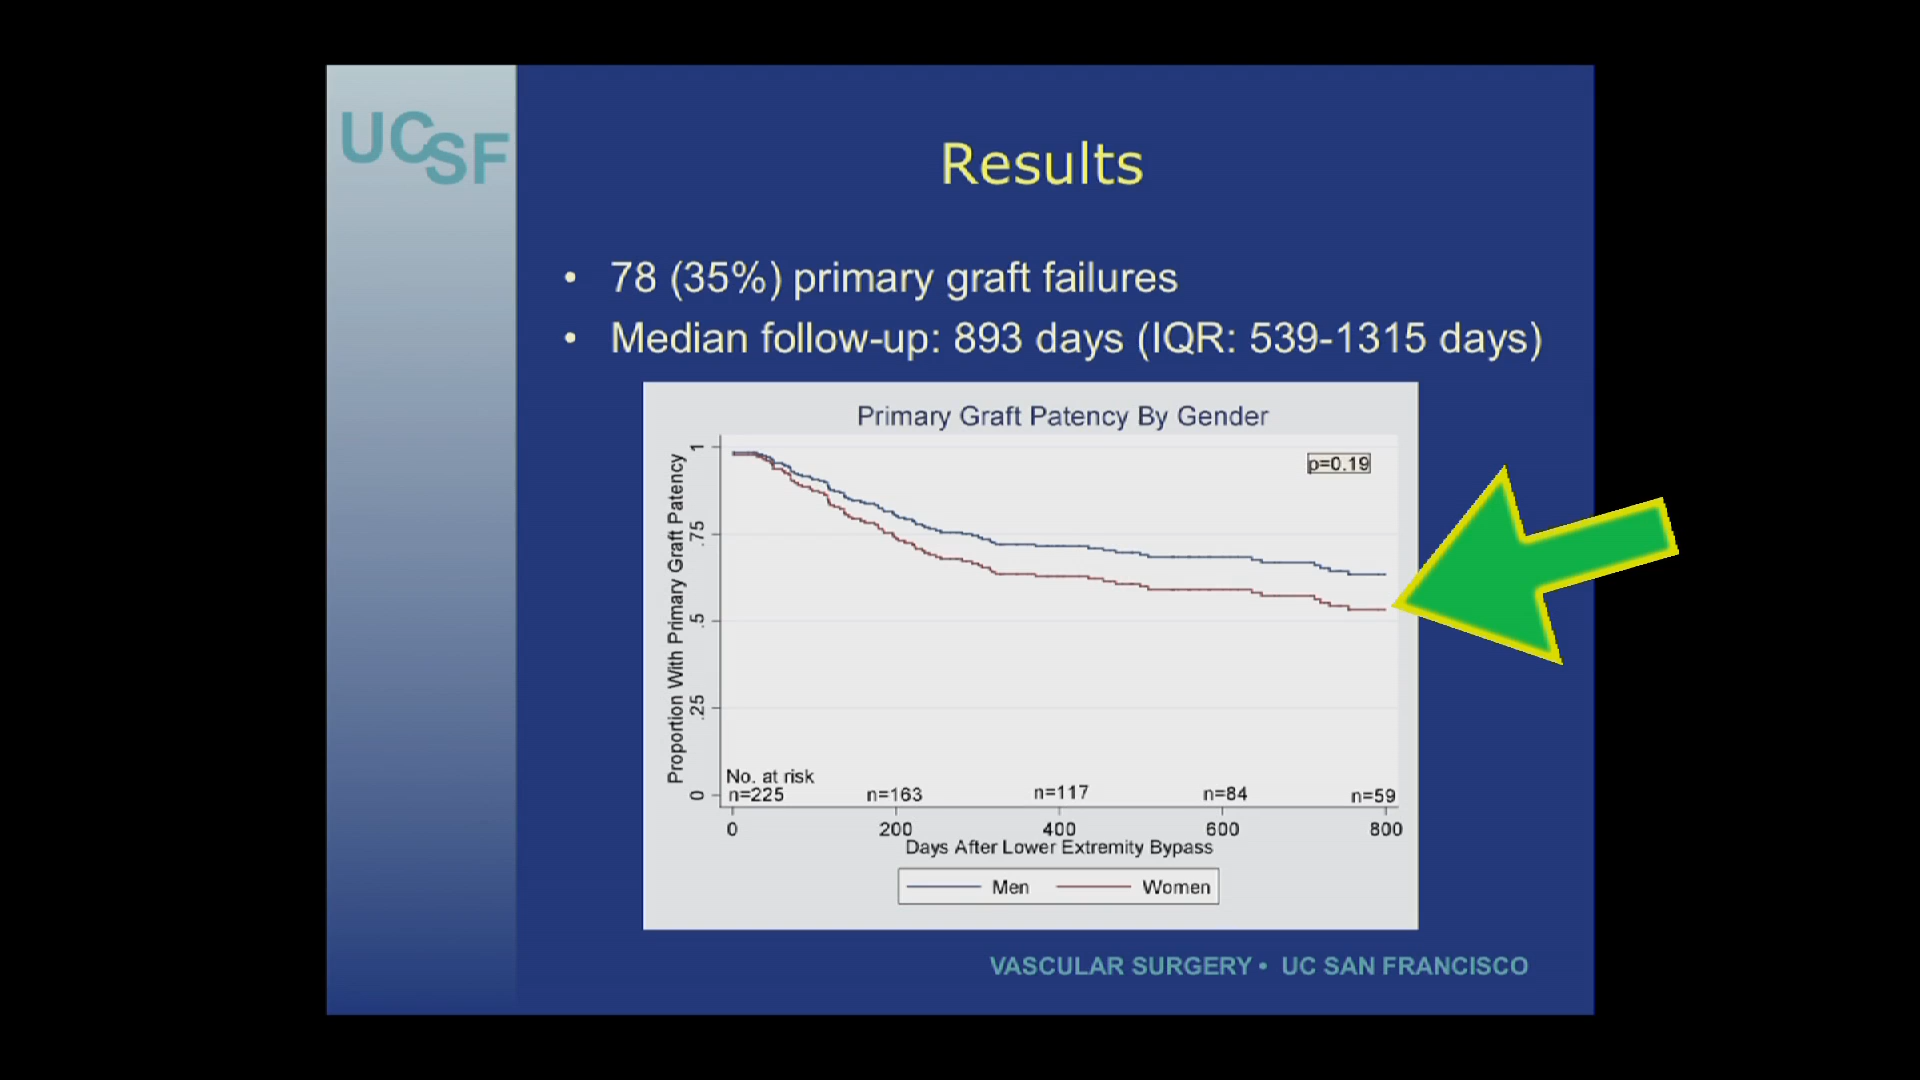 UCSF
Results
• 78 (35%) primary graft failures
• Median follow-up: 893 days (IQR: 539-1315 days)
Primary Graft Patency By Gender
p=0.19
Proportion With Primary Graft Patency
1
.75
.5
.25
0
No. at risk
n=225 n=163 n=117 n=84 n=59
0 200 400 600 800
Days After Lower Extremity Bypass
Men Women
VASCULAR SURGERY • UC SAN FRANCISCO